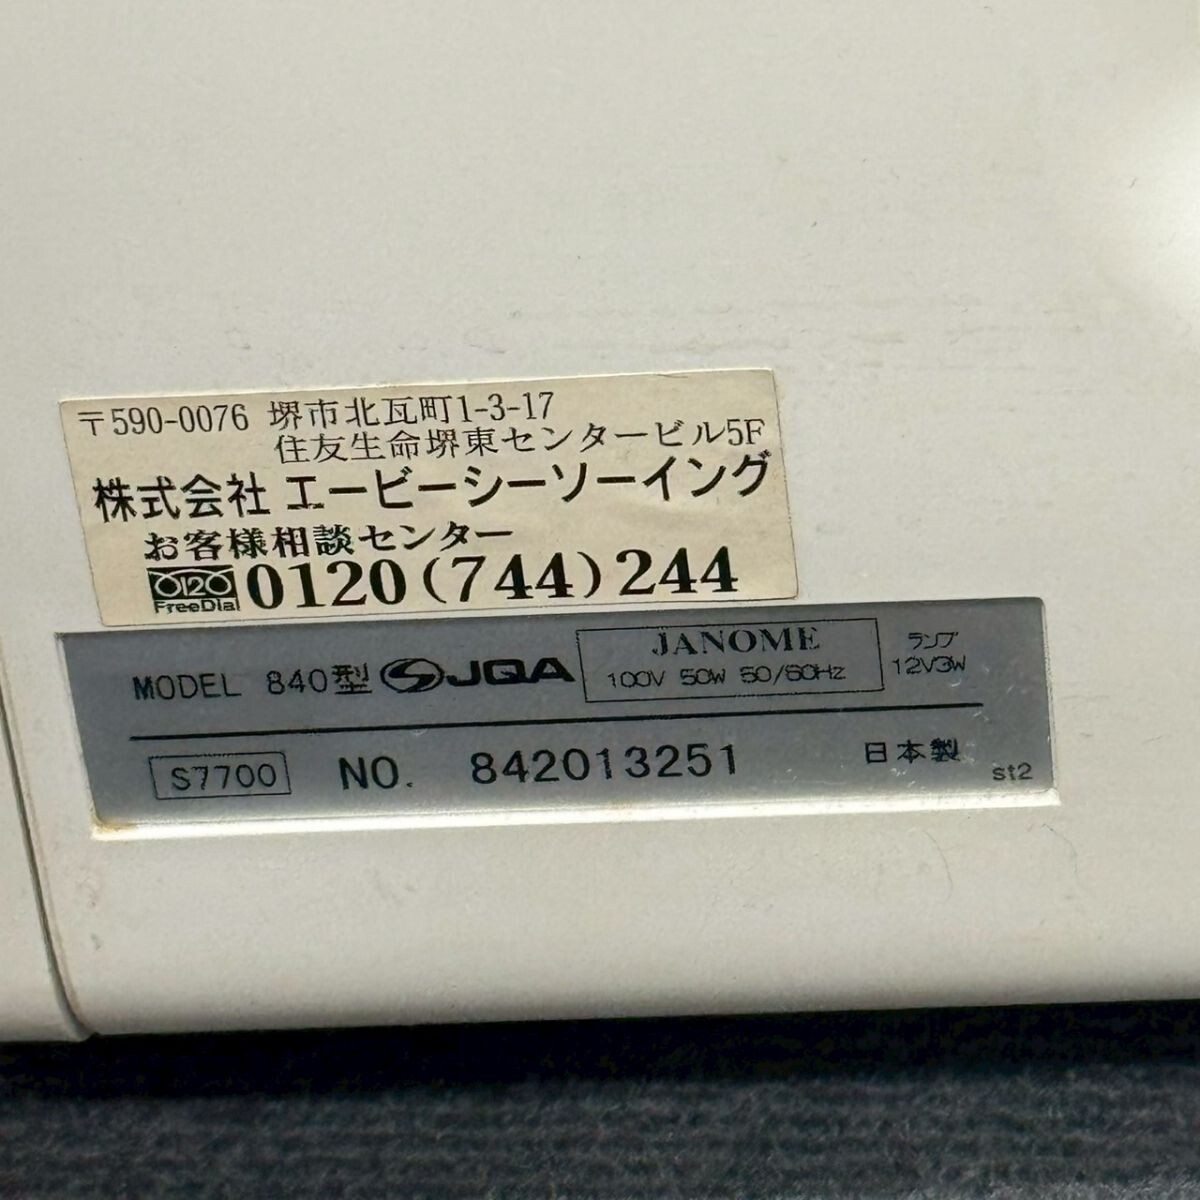 〒590-0076 堺市北瓦町1-3-17
住友生命堺東センタービル5F
株式会社 エービーシーソーイング
お客様相談センター
0120 FreeDial 0120(744)244
MODEL 840型 JQA JANOME 100V 50W 50/60Hz ランプ 12V3W
S7700 NO. 842013251 日本製 st2